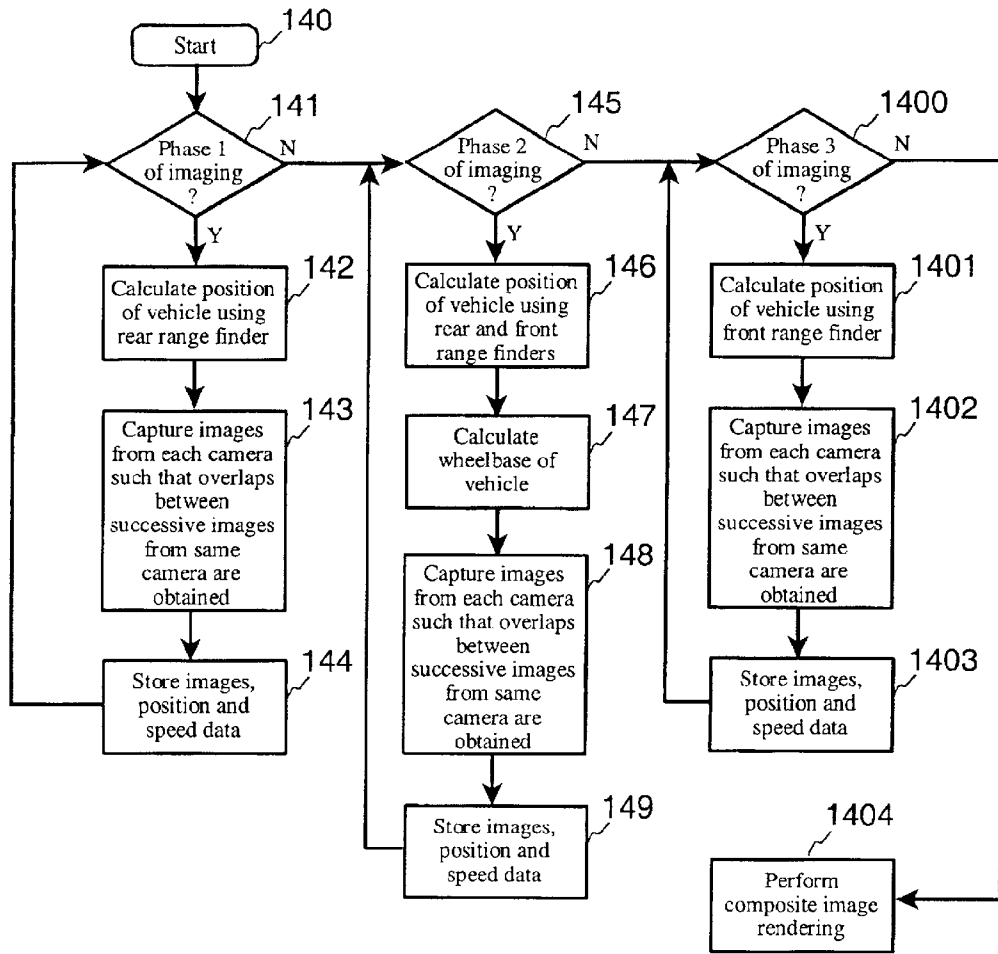 140
Start
141
Phase 1
of imaging
?
N
Y
142
Calculate position
of vehicle using
rear range finder
143
Capture images
from each camera
such that overlaps
between
successive images
from same
camera are
obtained
144
Store images,
position and
speed data
145
Phase 2
of imaging
?
N
Y
146
Calculate position
of vehicle using
rear and front
range finders
147
Calculate
wheelbase of
vehicle
148
Capture images
from each camera
such that overlaps
between
successive images
from same
camera are
obtained
149
Store images,
position and
speed data
1400
Phase 3
of imaging
?
N
Y
1401
Calculate position
of vehicle using
front range finder
1402
Capture images
from each camera
such that overlaps
between
successive images
from same
camera are
obtained
1403
Store images,
position and
speed data
1404
Perform
composite image
rendering